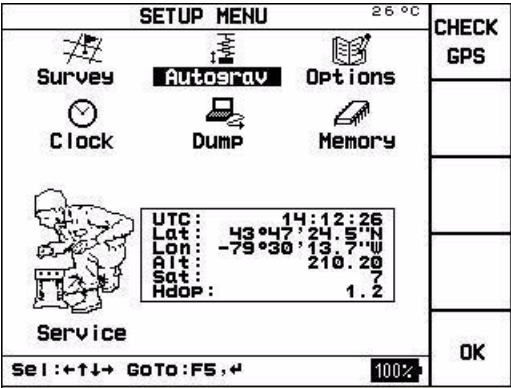 SETUP MENU 26 °C
CHECK GPS
Survey Autograv Options
Clock Dump Memory
UTC: 14:12:26
Lat: 43°47'24.5"N
Lon: -79°30'13.7"W
Alt: 210.20
Sat: 7
Hdop: 1.2
Service
OK
Sel:←↑↓→ GoTo:F5,↵ 100%